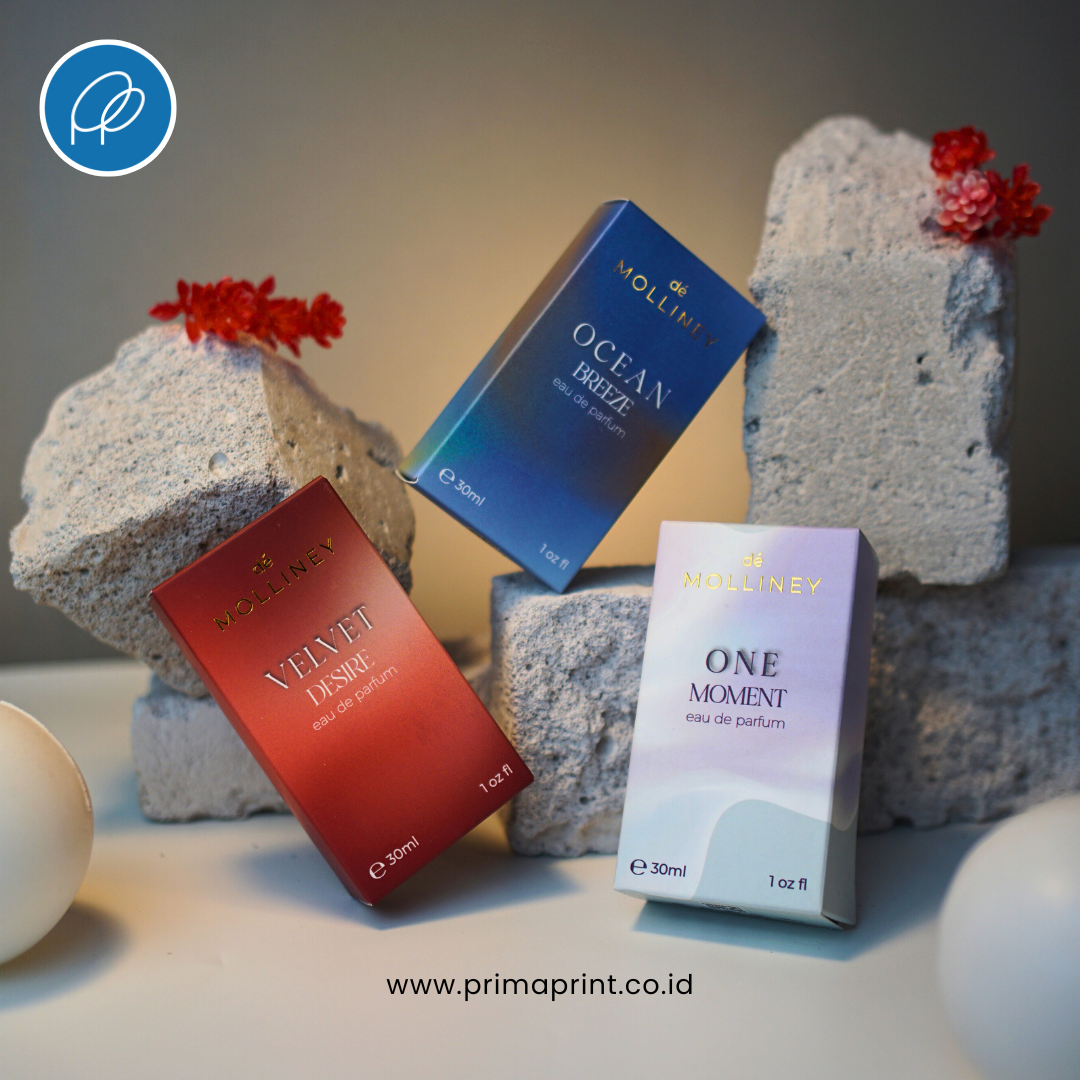 PP
dé
MOLLINEY
OCEAN
BREEZE
eau de parfum
℮ 30ml
1 oz fl
dé
MOLLINEY
VELVET
DESIRE
eau de parfum
℮ 30ml
1 oz fl
dé
MOLLINEY
ONE
MOMENT
eau de parfum
℮ 30ml
1 oz fl
www.primaprint.co.id